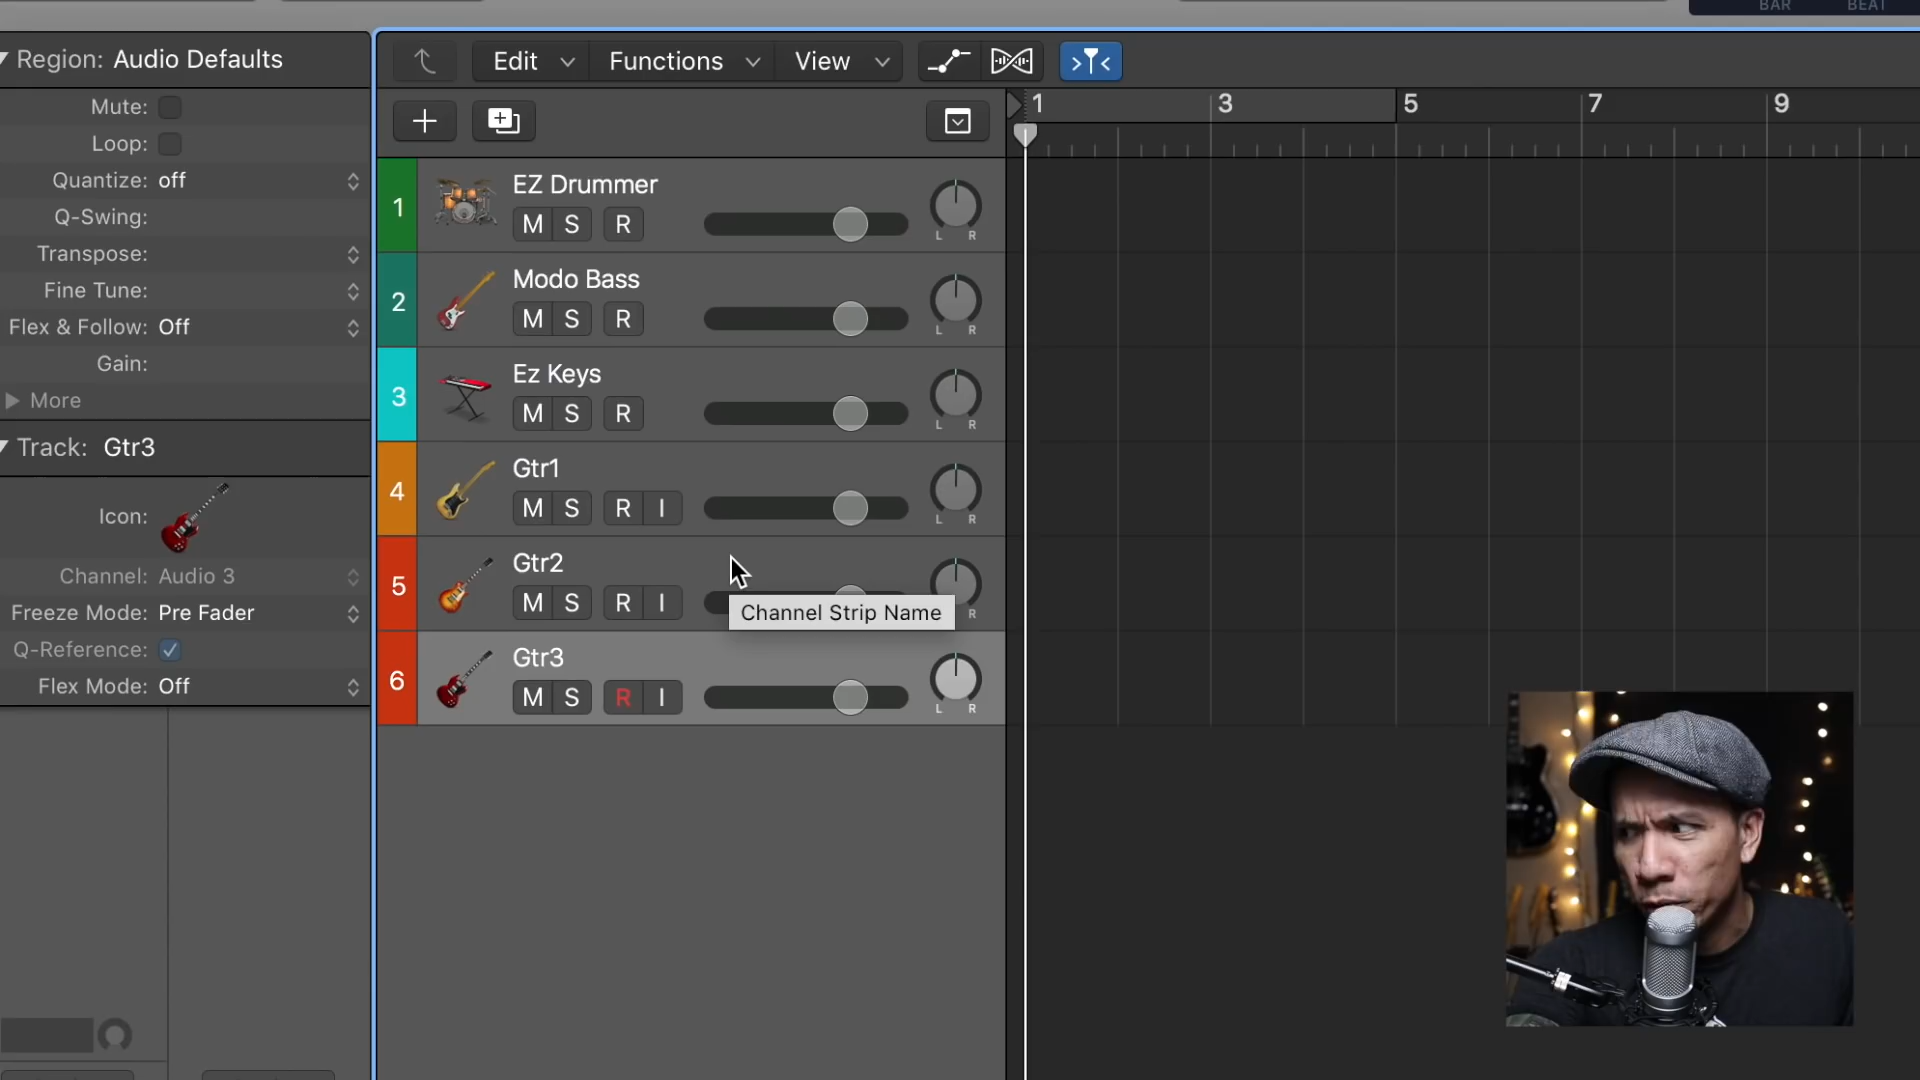 BAR BEAT
Region: Audio Defaults
Mute:
Loop:
Quantize: off
Q-Swing:
Transpose:
Fine Tune:
Flex & Follow: Off
Gain:
More
Track: Gtr3
Icon:
Channel: Audio 3
Freeze Mode: Pre Fader
Q-Reference:
Flex Mode: Off
Edit Functions View
1 3 5 7 9
1 EZ Drummer
M S R
L R
2 Modo Bass
M S R
L R
3 Ez Keys
M S R
L R
4 Gtr1
M S R I
L R
5 Gtr2
M S R I
R
Channel Strip Name
6 Gtr3
M S R I
L R